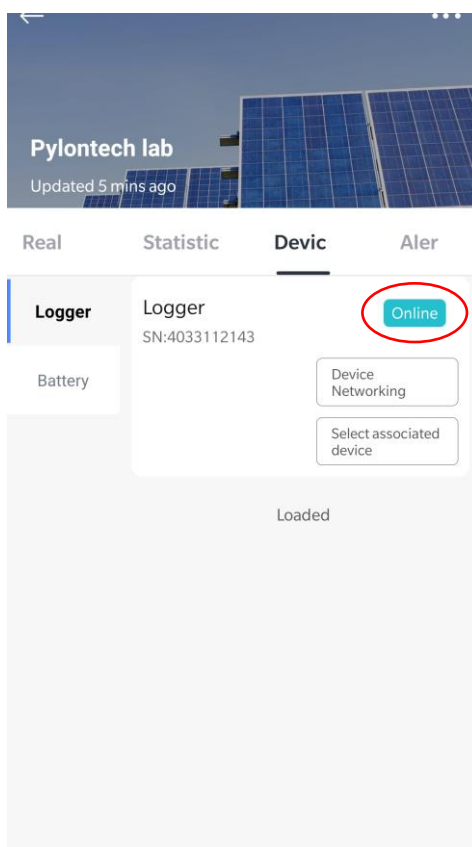 Pylontech lab
Updated 5 mins ago
Real Statistic Devic Aler
Logger
Battery
Logger
Online
SN:4033112143
Device
Networking
Select associated
device
Loaded